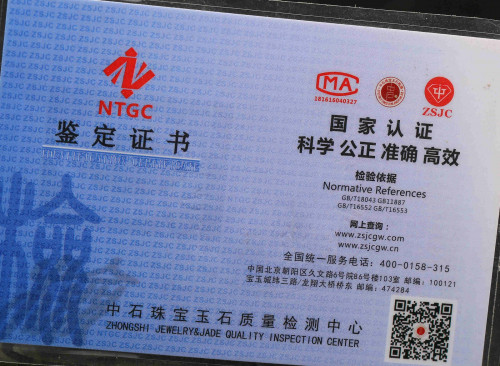 NTGC
鉴定证书
CMA
181616040327
ZSJC
国家认证
科学 公正 准确 高效
检验依据
Normative References
GB/T18043 GB11887
GB/T16552 GB/T16553
网上查询:
www.zsjcgw.com
www.zsjcgw.cn
全国统一服务电话: 400-0158-315
中国北京朝阳区久文路6号院86号楼103室 邮编: 100121
宝玉城纬三路/龙翔大桥桥东 邮编: 474284
中石珠宝玉石质量检测中心
ZHONGSHI JEWELRY&JADE QUALITY INSPECTION CENTER